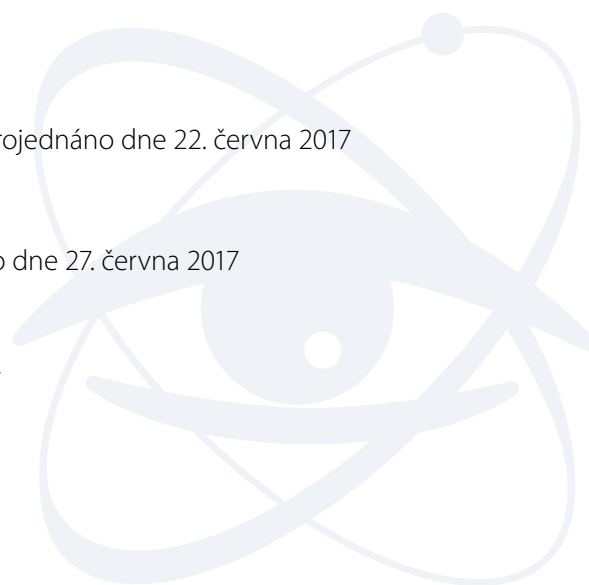 rojednáno dne 22. června 2017
o dne 27. června 2017